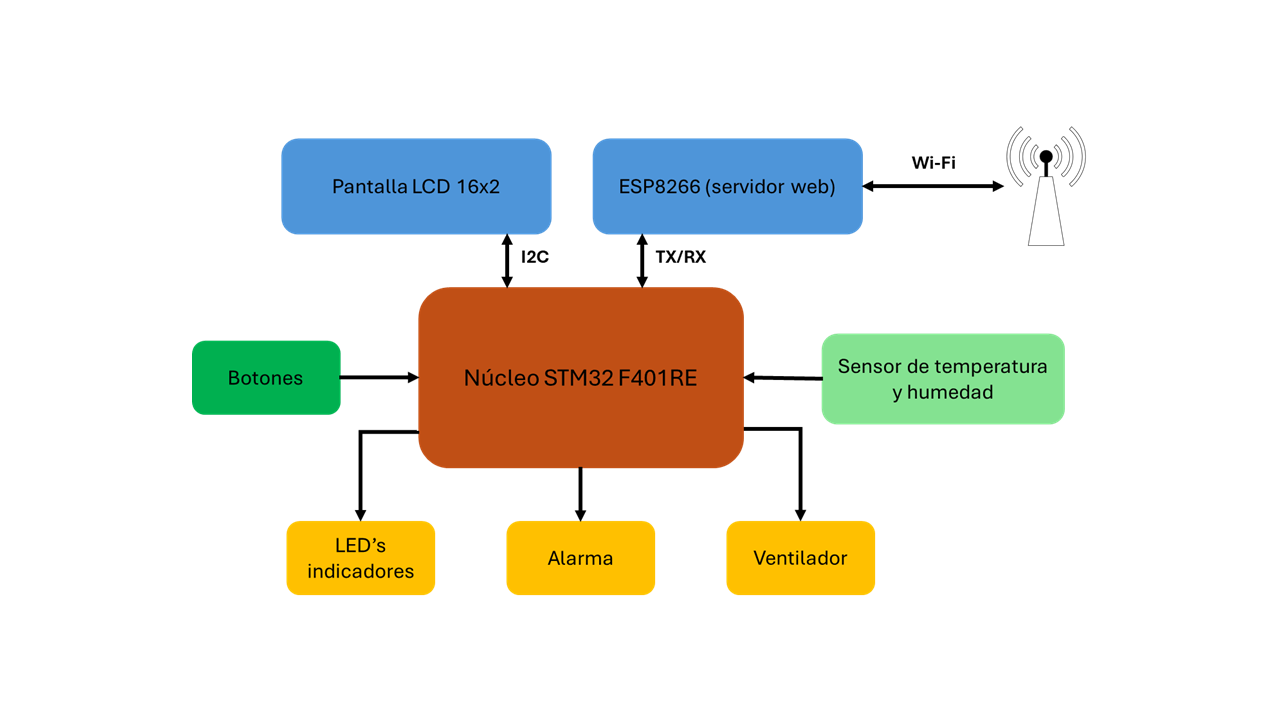 Pantalla LCD 16x2
ESP8266 (servidor web)
Wi-Fi
I2C
TX/RX
Botones
Núcleo STM32 F401RE
Sensor de temperatura
y humedad
LED’s
indicadores
Alarma
Ventilador